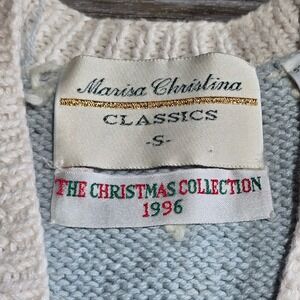 Marisa Christina
CLASSICS
-S-
THE CHRISTMAS COLLECTION
1996